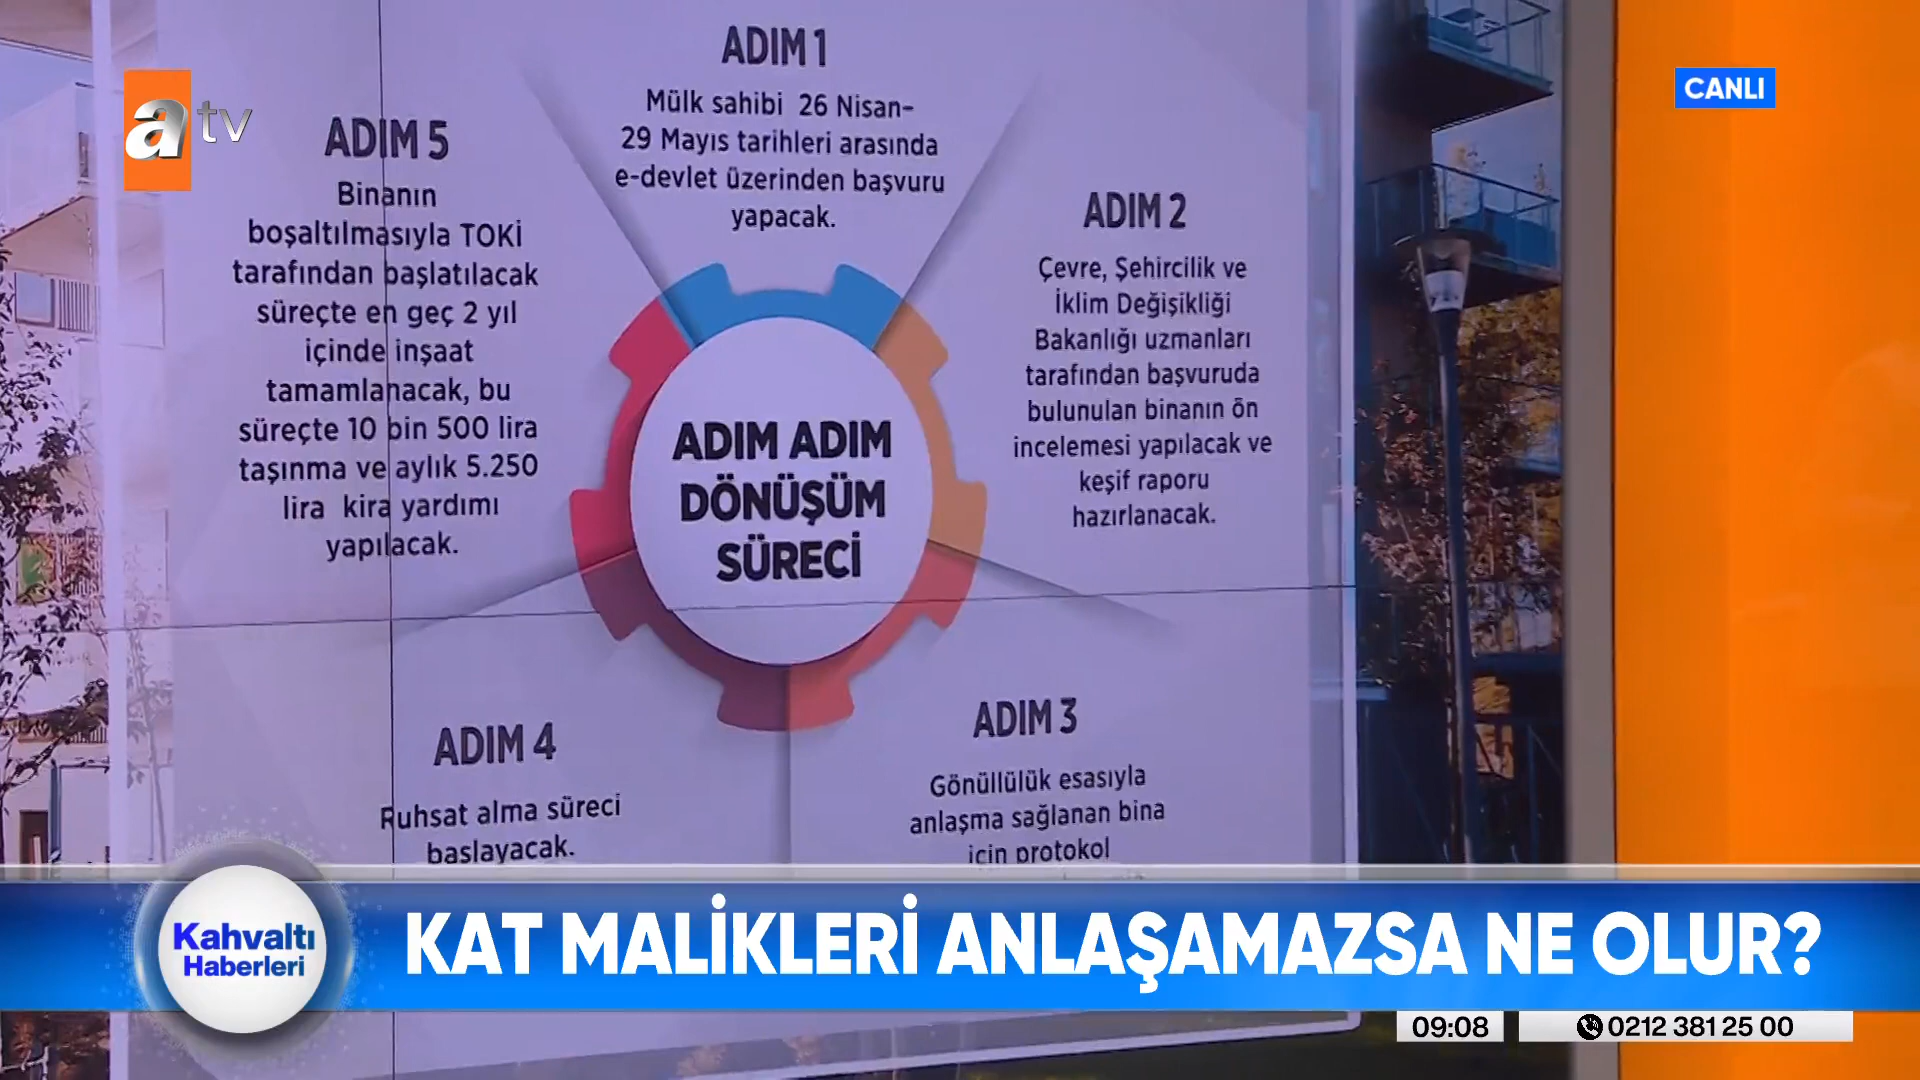 atv
CANLI
ADIM 1
Mülk sahibi 26 Nisan-
29 Mayıs tarihleri arasında
e-devlet üzerinden başvuru
yapacak.
ADIM 2
Çevre, Şehircilik ve
İklim Değişikliği
Bakanlığı uzmanları
tarafından başvuruda
bulunulan binanın ön
incelemesi yapılacak ve
keşif raporu
hazırlanacak.
ADIM 3
Gönüllülük esasıyla
anlaşma sağlanan bina
için protokol
ADIM 4
Ruhsat alma süreci
başlayacak.
ADIM 5
Binanın
boşaltılmasıyla TOKİ
tarafından başlatılacak
süreçte en geç 2 yıl
içinde inşaat
tamamlanacak, bu
süreçte 10 bin 500 lira
taşınma ve aylık 5.250
lira kira yardımı
yapılacak.
ADIM ADIM
DÖNÜŞÜM
SÜRECİ
Kahvaltı
Haberleri
KAT MALİKLERİ ANLAŞAMAZSA NE OLUR?
09:08
0212 381 25 00